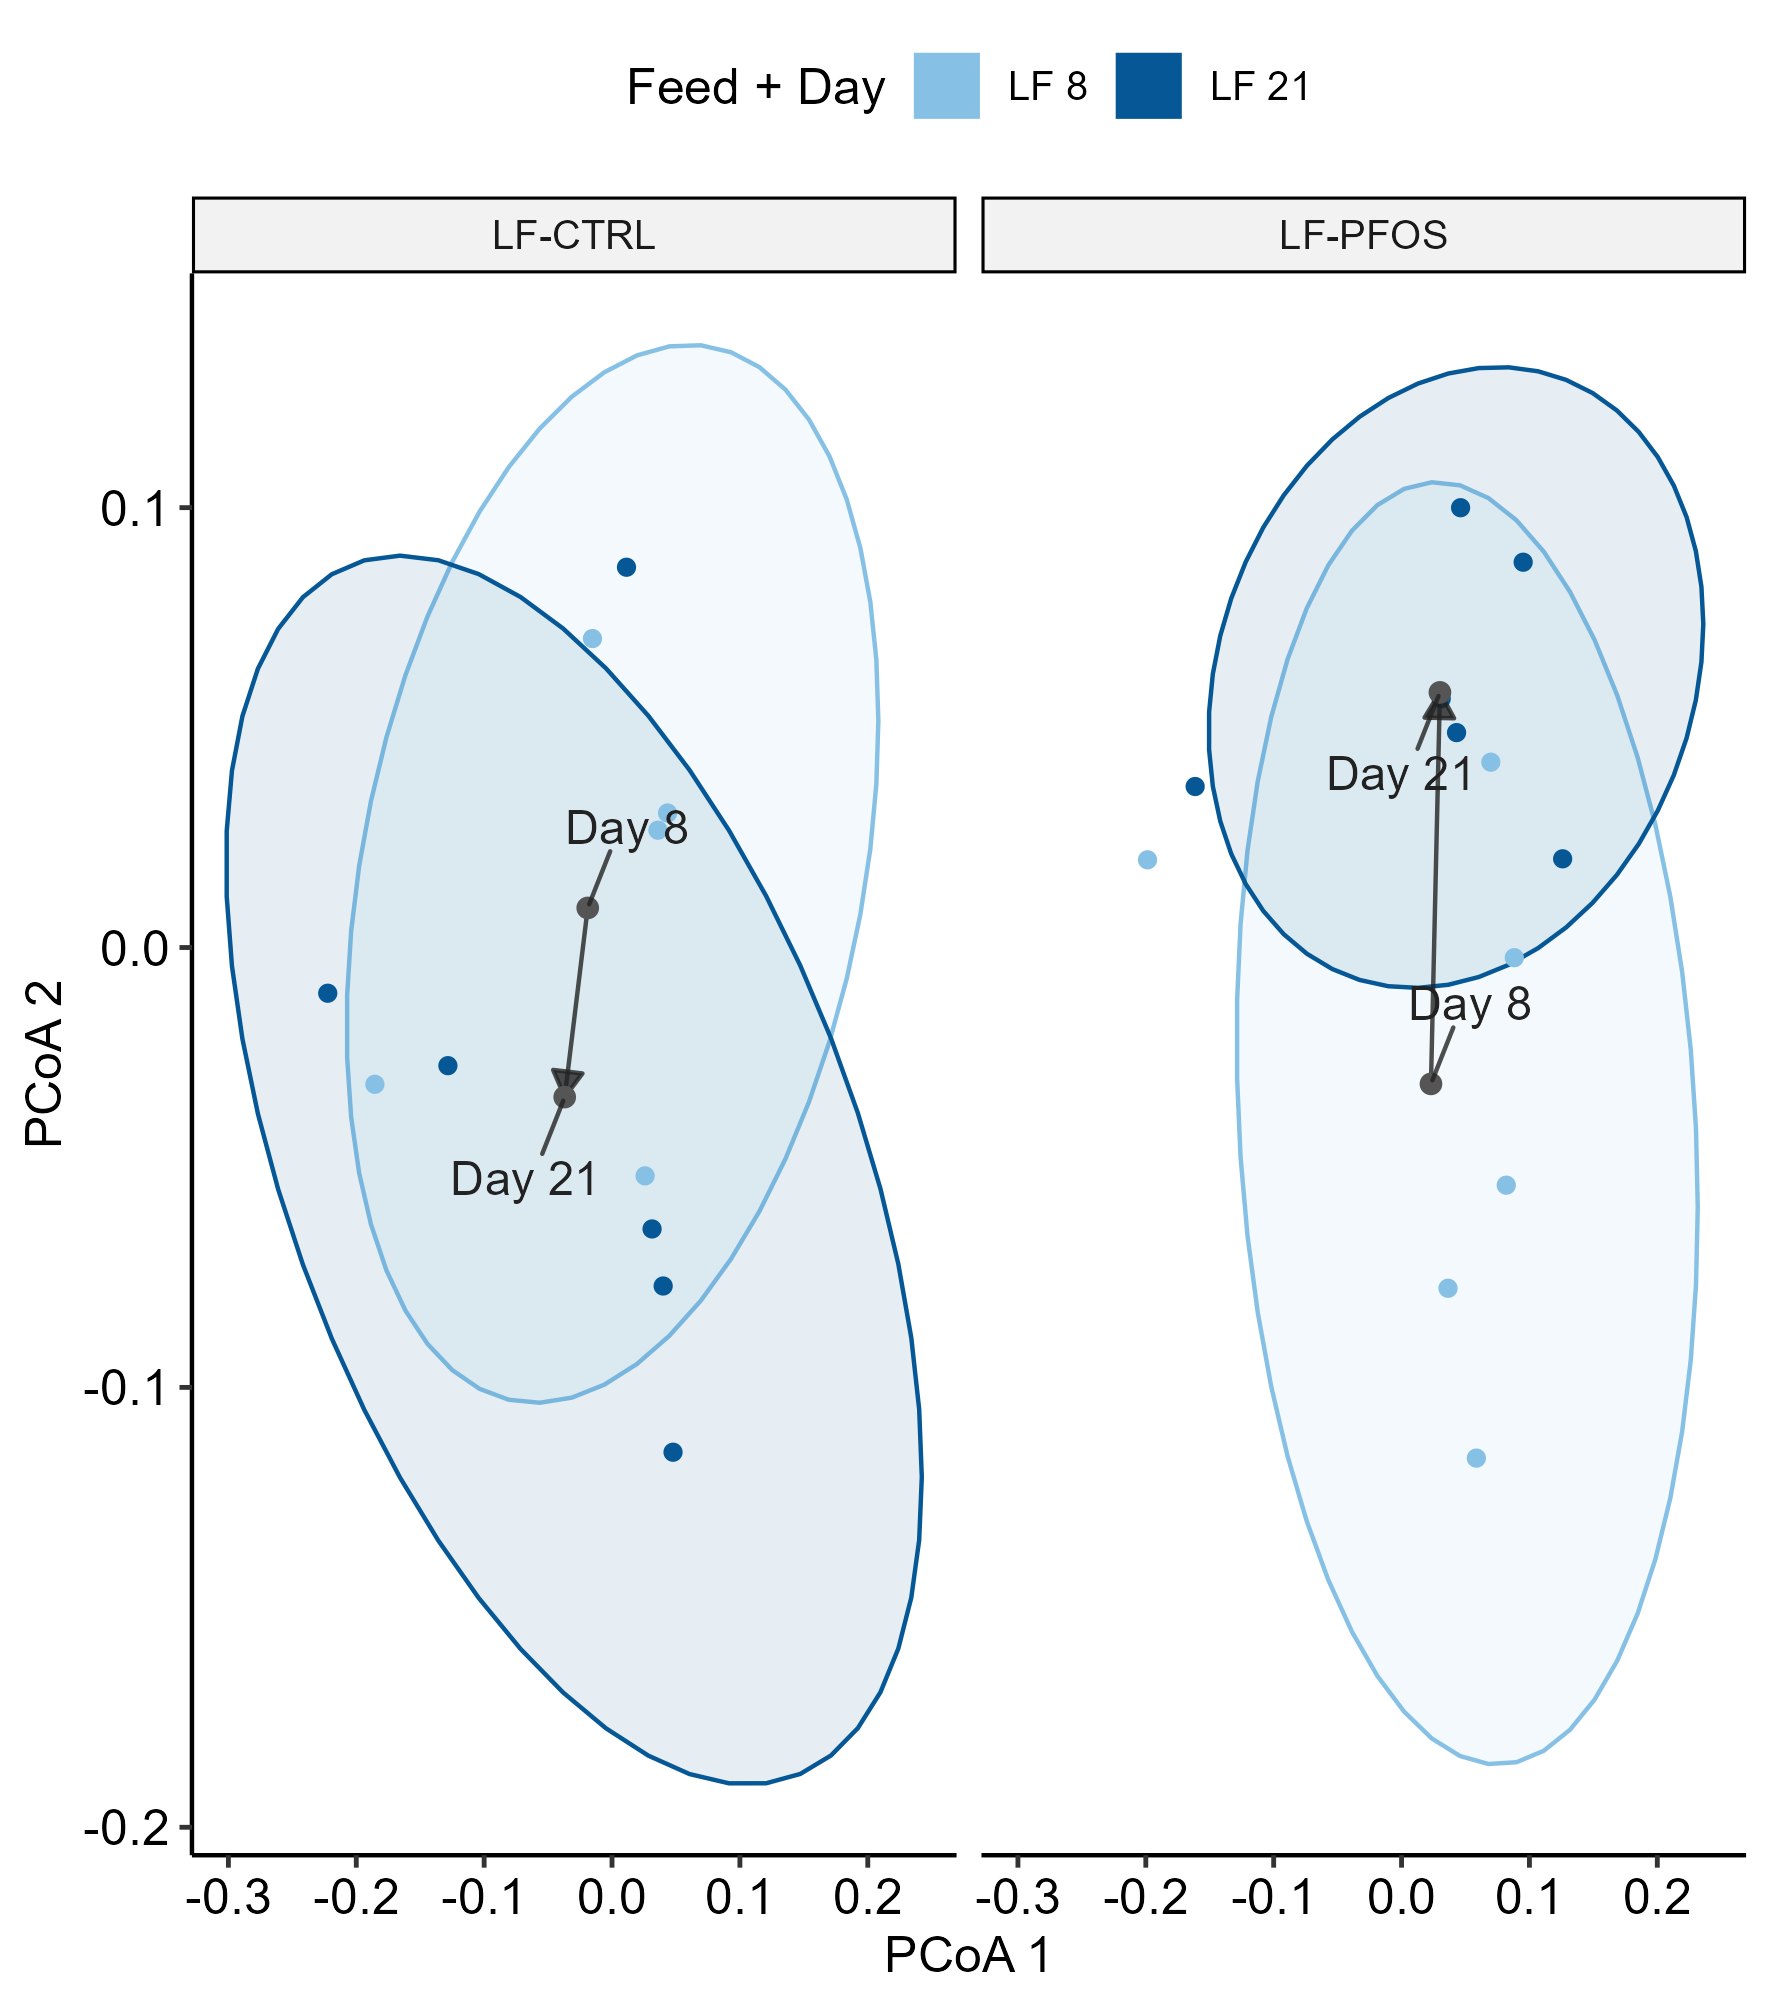 Feed + Day LF 8 LF 21
LF-CTRL LF-PFOS
0.1
0.0
-0.1
-0.2
PCoA 2
Day 8
Day 21
Day 21
Day 8
-0.3 -0.2 -0.1 0.0 0.1 0.2 -0.3 -0.2 -0.1 0.0 0.1 0.2
PCoA 1